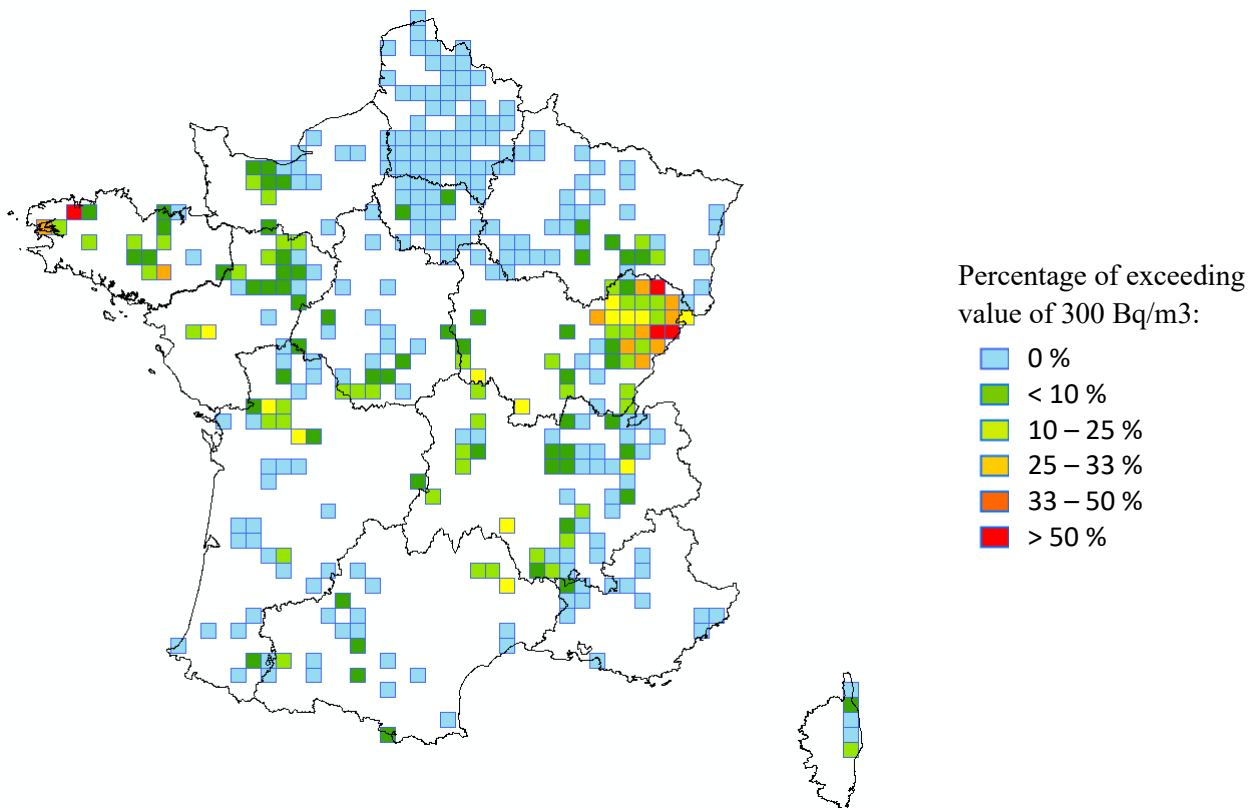 Percentage of exceeding
value of 300 Bq/m3:
0 %
< 10 %
10 – 25 %
25 – 33 %
33 – 50 %
> 50 %